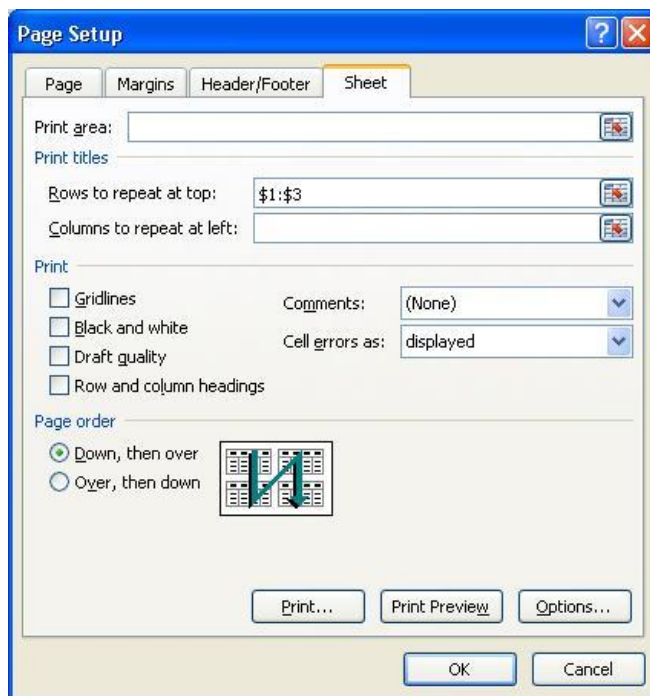 Page Setup
Page Margins Header/Footer Sheet
Print area:
Print titles
Rows to repeat at top: $1:$3
Columns to repeat at left:
Print
Gridlines Comments: (None)
Black and white
Cell errors as: displayed
Draft quality
Row and column headings
Page order
Down, then over
Over, then down
Print... Print Preview Options...
OK Cancel